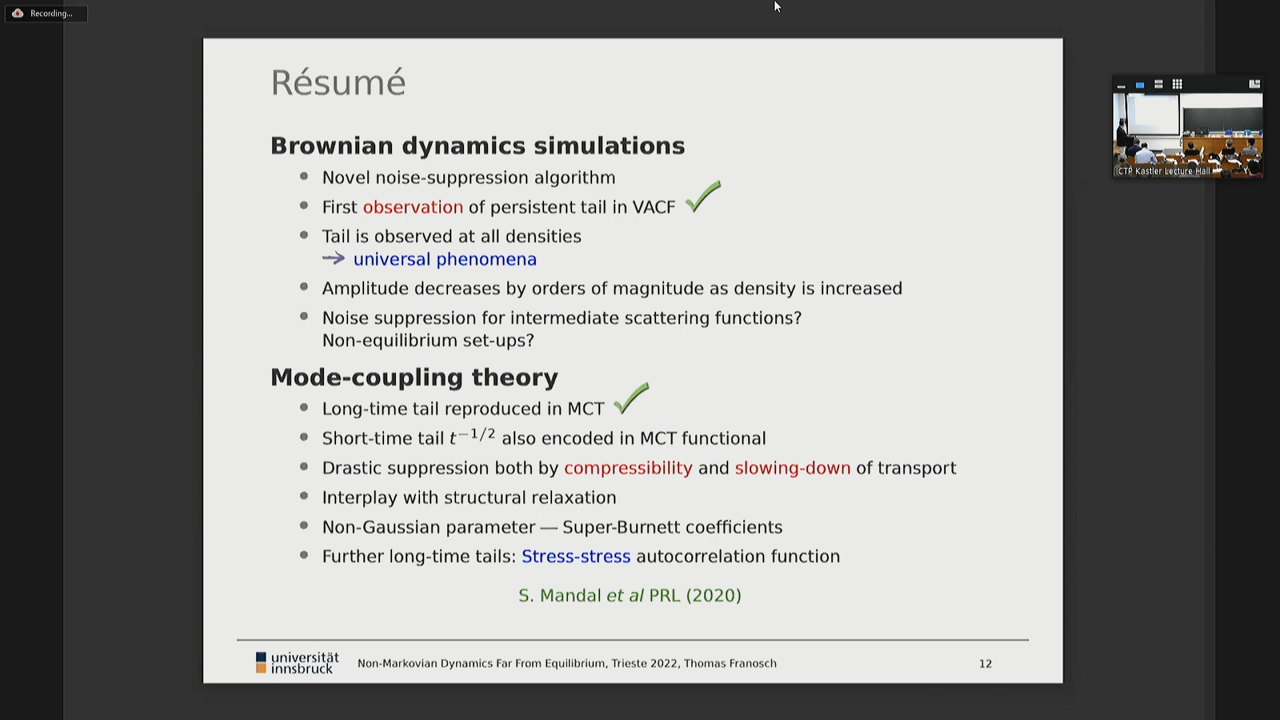 Recording...
Résumé
Brownian dynamics simulations
Novel noise-suppression algorithm
First observation of persistent tail in VACF
Tail is observed at all densities
→ universal phenomena
Amplitude decreases by orders of magnitude as density is increased
Noise suppression for intermediate scattering functions?
Non-equilibrium set-ups?
Mode-coupling theory
Long-time tail reproduced in MCT
Short-time tail t^{-1/2} also encoded in MCT functional
Drastic suppression both by compressibility and slowing-down of transport
Interplay with structural relaxation
Non-Gaussian parameter — Super-Burnett coefficients
Further long-time tails: Stress-stress autocorrelation function
S. Mandal et al PRL (2020)
universität
innsbruck
Non-Markovian Dynamics Far From Equilibrium, Trieste 2022, Thomas Franosch
12
CTP Kastler Lecture Hall